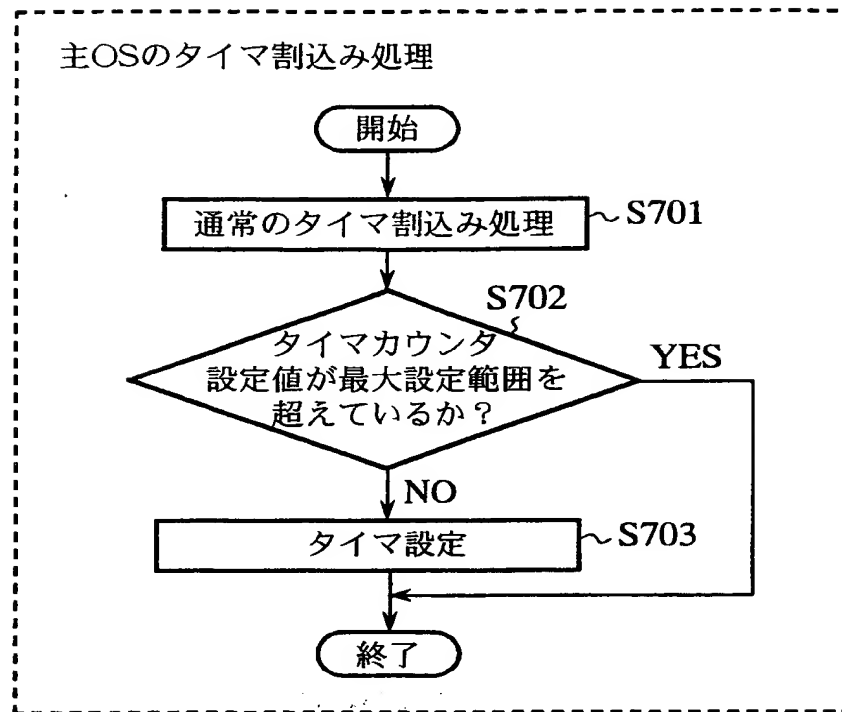 主OSのタイマ割込み処理
開始
通常のタイマ割込み処理
S701
S702
タイマカウンタ
設定値が最大設定範囲を
超えているか？
YES
NO
タイマ設定
S703
終了